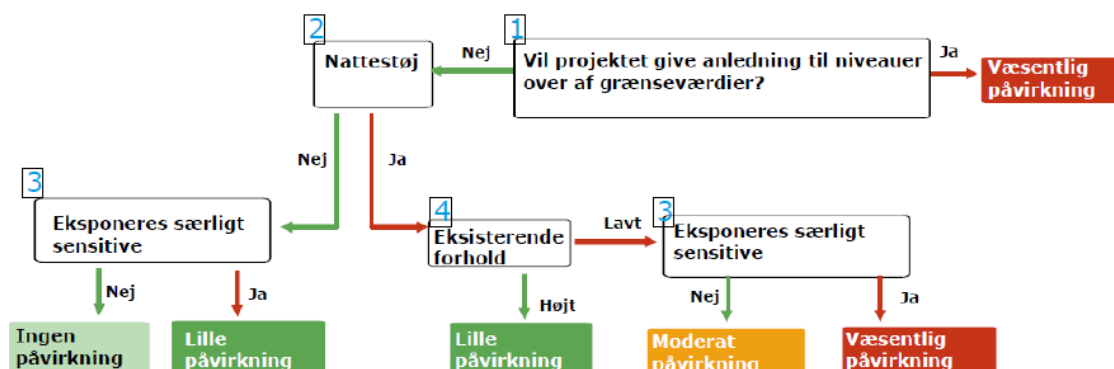 1
Vil projektet give anledning til niveauer
over af grænseværdier?
Ja
Væsentlig
påvirkning
Nej
2
Nattestøj
Nej
Ja
3
Eksponeres særligt
sensitive
Nej
Ja
Ingen
påvirkning
Lille
påvirkning
4
Eksisterende
forhold
Lavt
Højt
Lille
påvirkning
3
Eksponeres særligt
sensitive
Nej
Ja
Moderat
påvirkning
Væsentlig
påvirkning